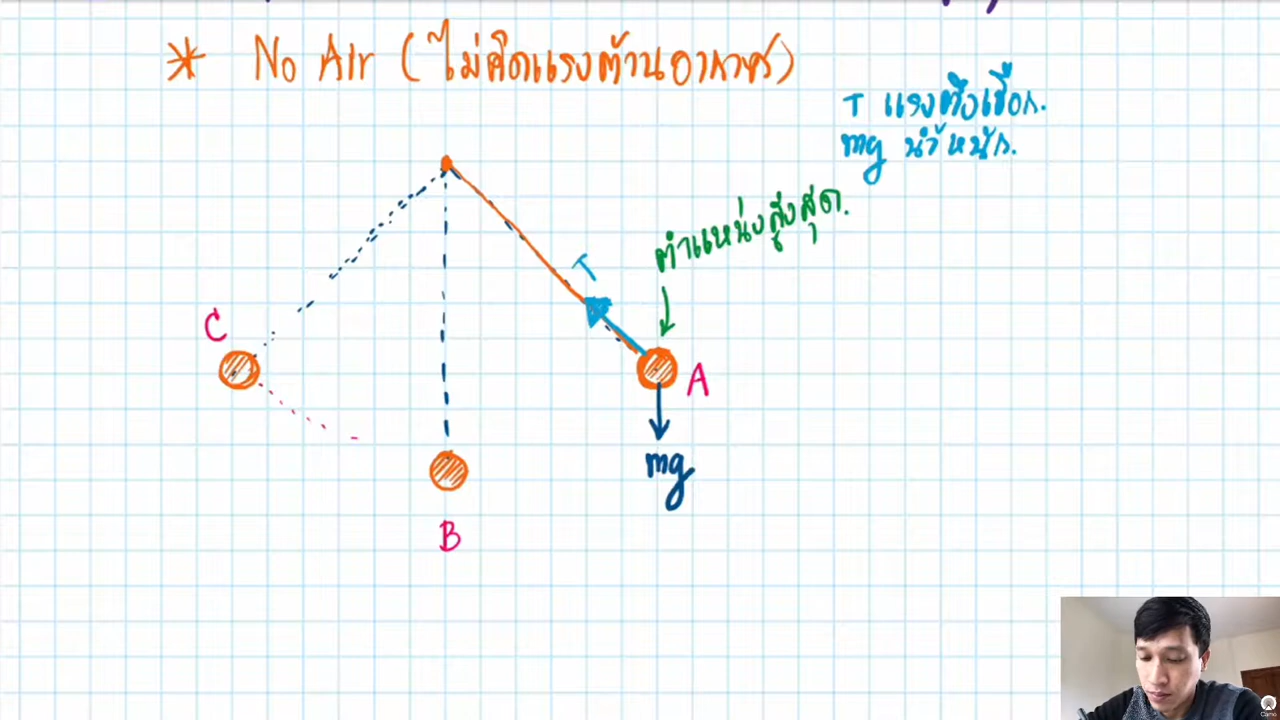 * No Air (ไม่คิดแรงต้านอากาศ)
T แรงตึงเชือก.
mg น้ำหนัก.
ตำแหน่งสูงสุด.
T
C
A
mg
B
Camo